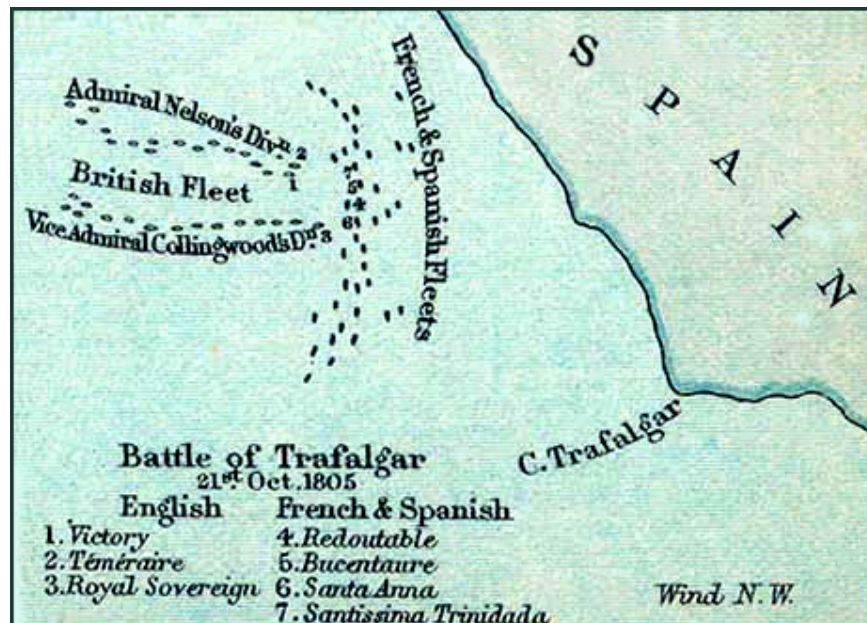 SPAIN
French & Spanish Fleets
Admiral Nelson's Divn. 2
1
British Fleet
Vice Admiral Collingwood's Dn. 3
7
5
4
6
C. Trafalgar
Battle of Trafalgar
21st. Oct. 1805
English French & Spanish
1. Victory 4. Redoutable
2. Téméraire 5. Bucentaure
3. Royal Sovereign 6. Santa Anna
7. Santissima Trinidada
Wind N.W.